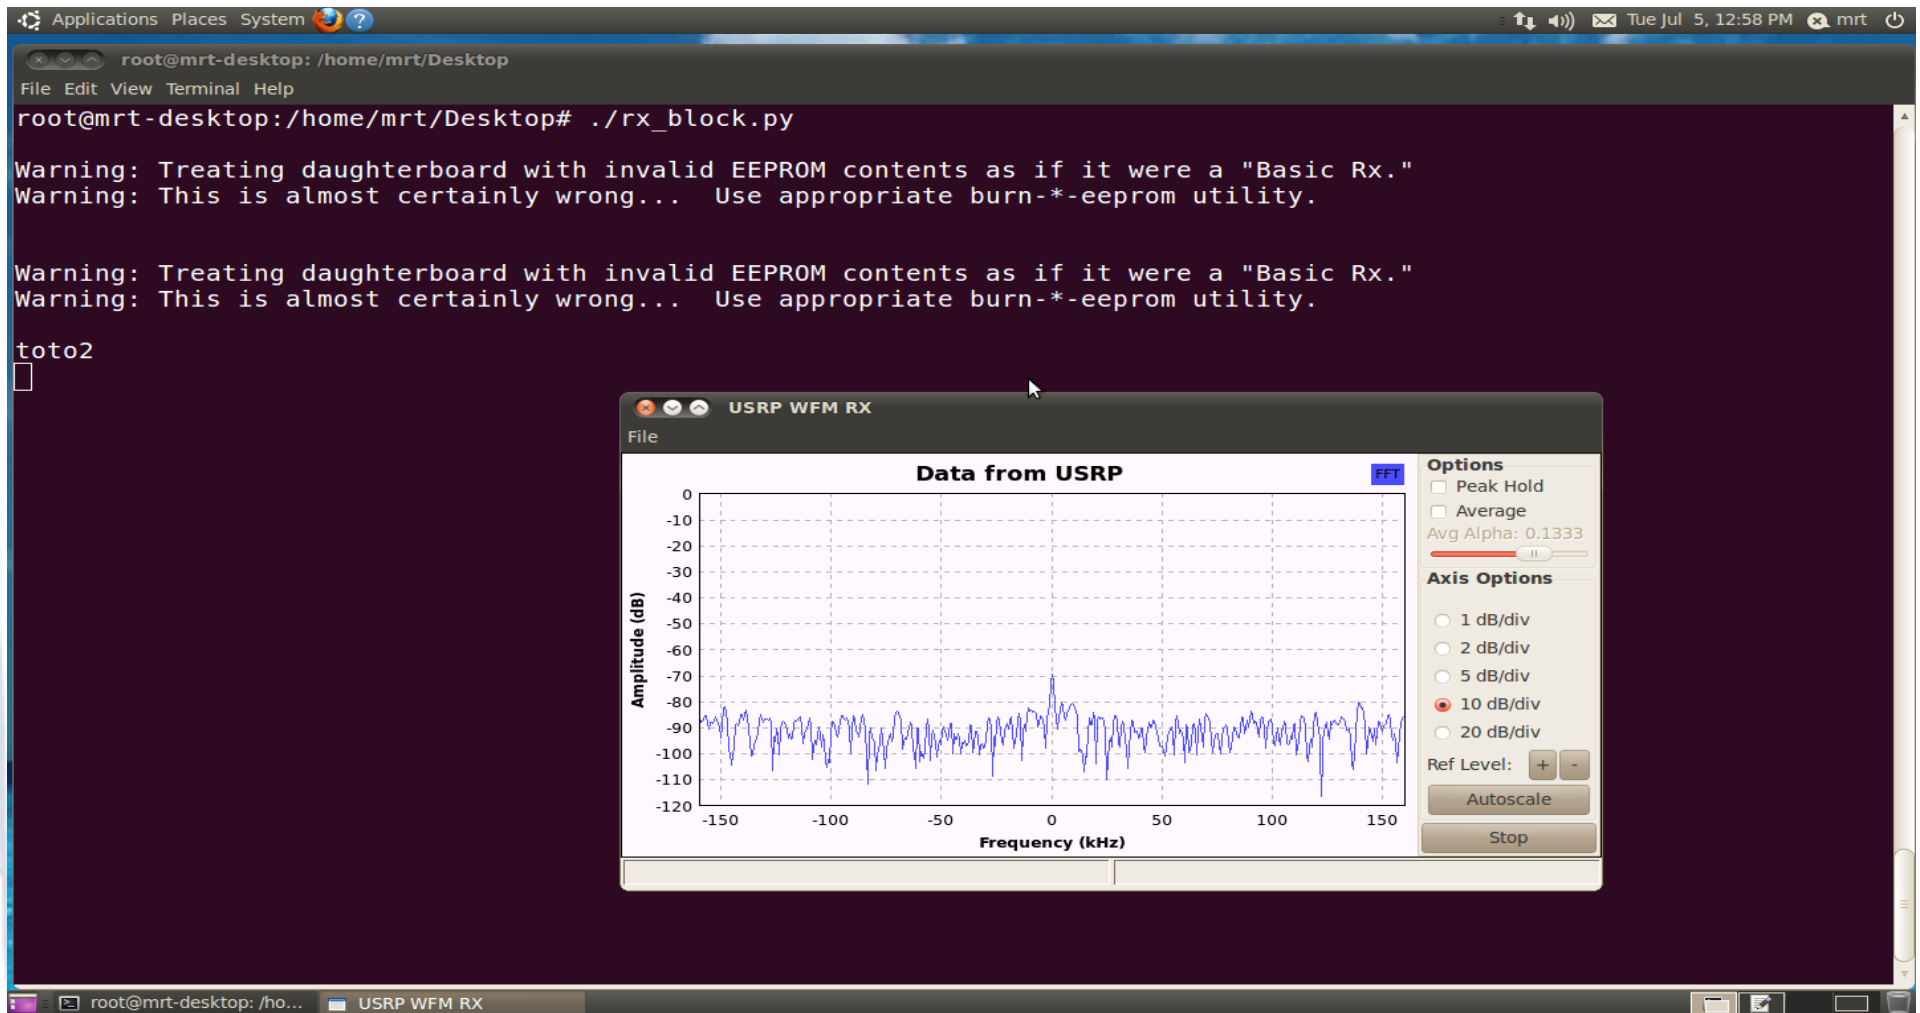 Applications Places System ?
Tue Jul 5, 12:58 PM mrt
root@mrt-desktop: /home/mrt/Desktop
File Edit View Terminal Help
root@mrt-desktop:/home/mrt/Desktop# ./rx_block.py
Warning: Treating daughterboard with invalid EEPROM contents as if it were a "Basic Rx."
Warning: This is almost certainly wrong... Use appropriate burn-*-eeprom utility.
Warning: Treating daughterboard with invalid EEPROM contents as if it were a "Basic Rx."
Warning: This is almost certainly wrong... Use appropriate burn-*-eeprom utility.
toto2
USRP WFM RX
File
Data from USRP
FFT
0
-10
-20
-30
-40
-50
-60
-70
-80
-90
-100
-110
-120
Amplitude (dB)
-150 -100 -50 0 50 100 150
Frequency (kHz)
Options
Peak Hold
Average
Avg Alpha: 0.1333
Axis Options
1 dB/div
2 dB/div
5 dB/div
10 dB/div
20 dB/div
Ref Level: + -
Autoscale
Stop
root@mrt-desktop: /ho...
USRP WFM RX